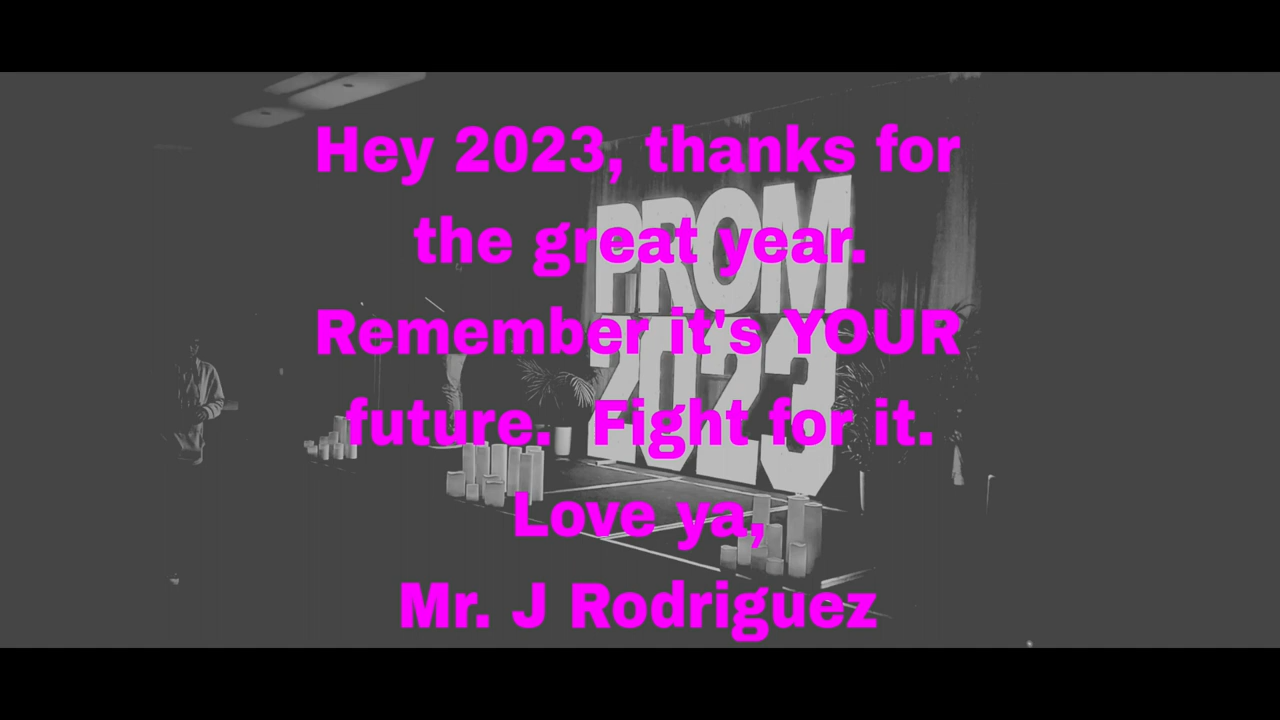 Hey 2023, thanks for
the great year.
Remember it's YOUR
future.  Fight for it.
Love ya,
Mr. J Rodriguez
PROM
2023